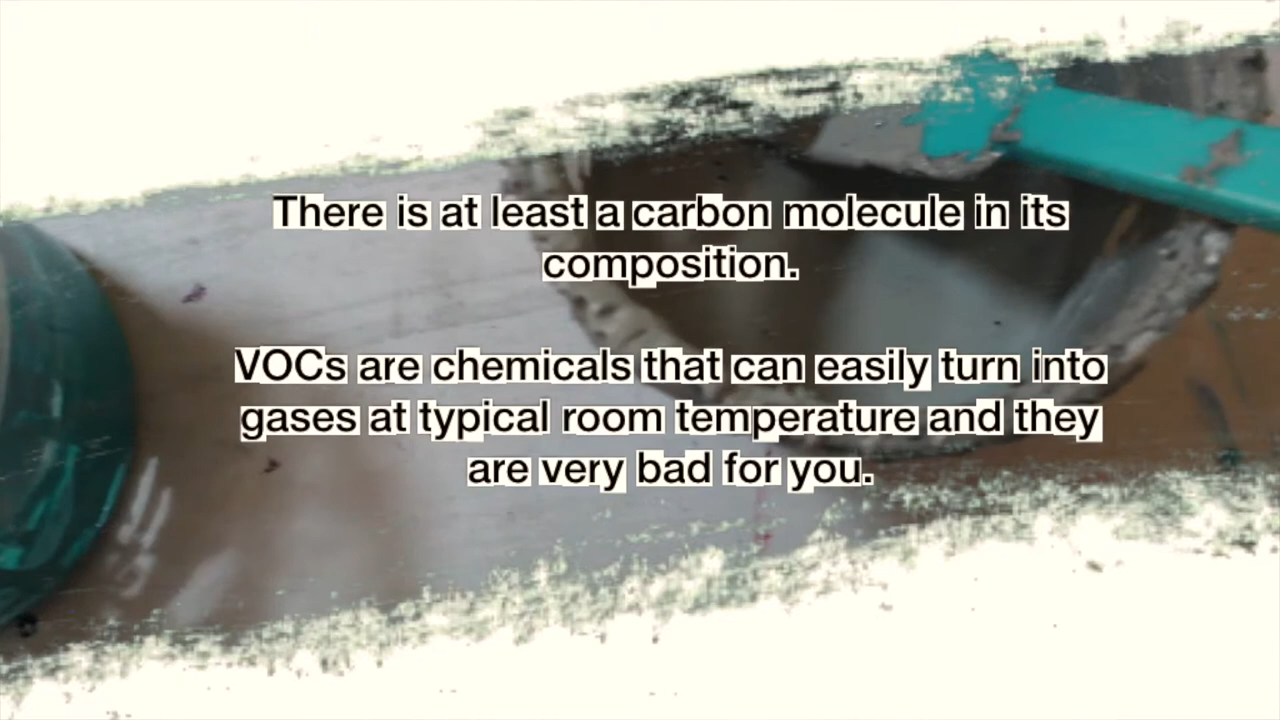 There is at least a carbon molecule in its
composition.
VOCs are chemicals that can easily turn into
gases at typical room temperature and they
are very bad for you.